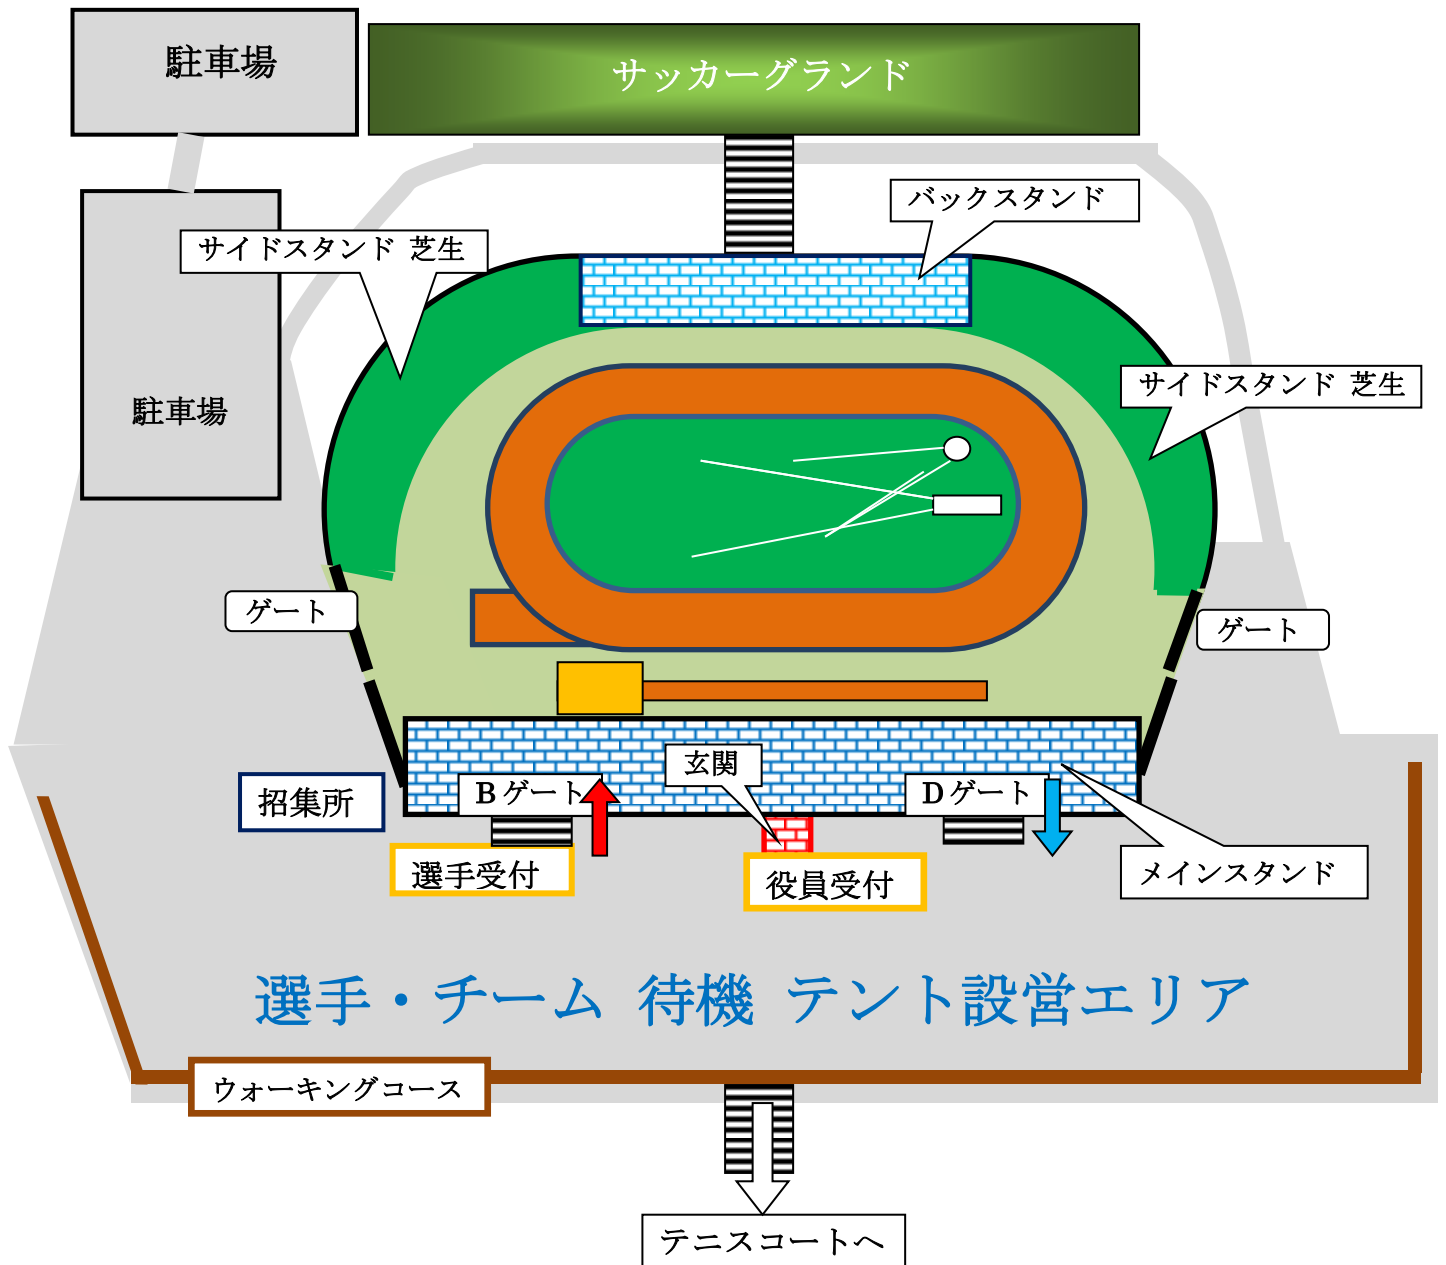 駐車場
サッカーグランド
バックスタンド
サイドスタンド 芝生
サイドスタンド 芝生
駐車場
ゲート
ゲート
玄関
招集所
Bゲート
Dゲート
メインスタンド
選手受付
役員受付
選手・チーム 待機 テント設営エリア
ウォーキングコース
テニスコートへ